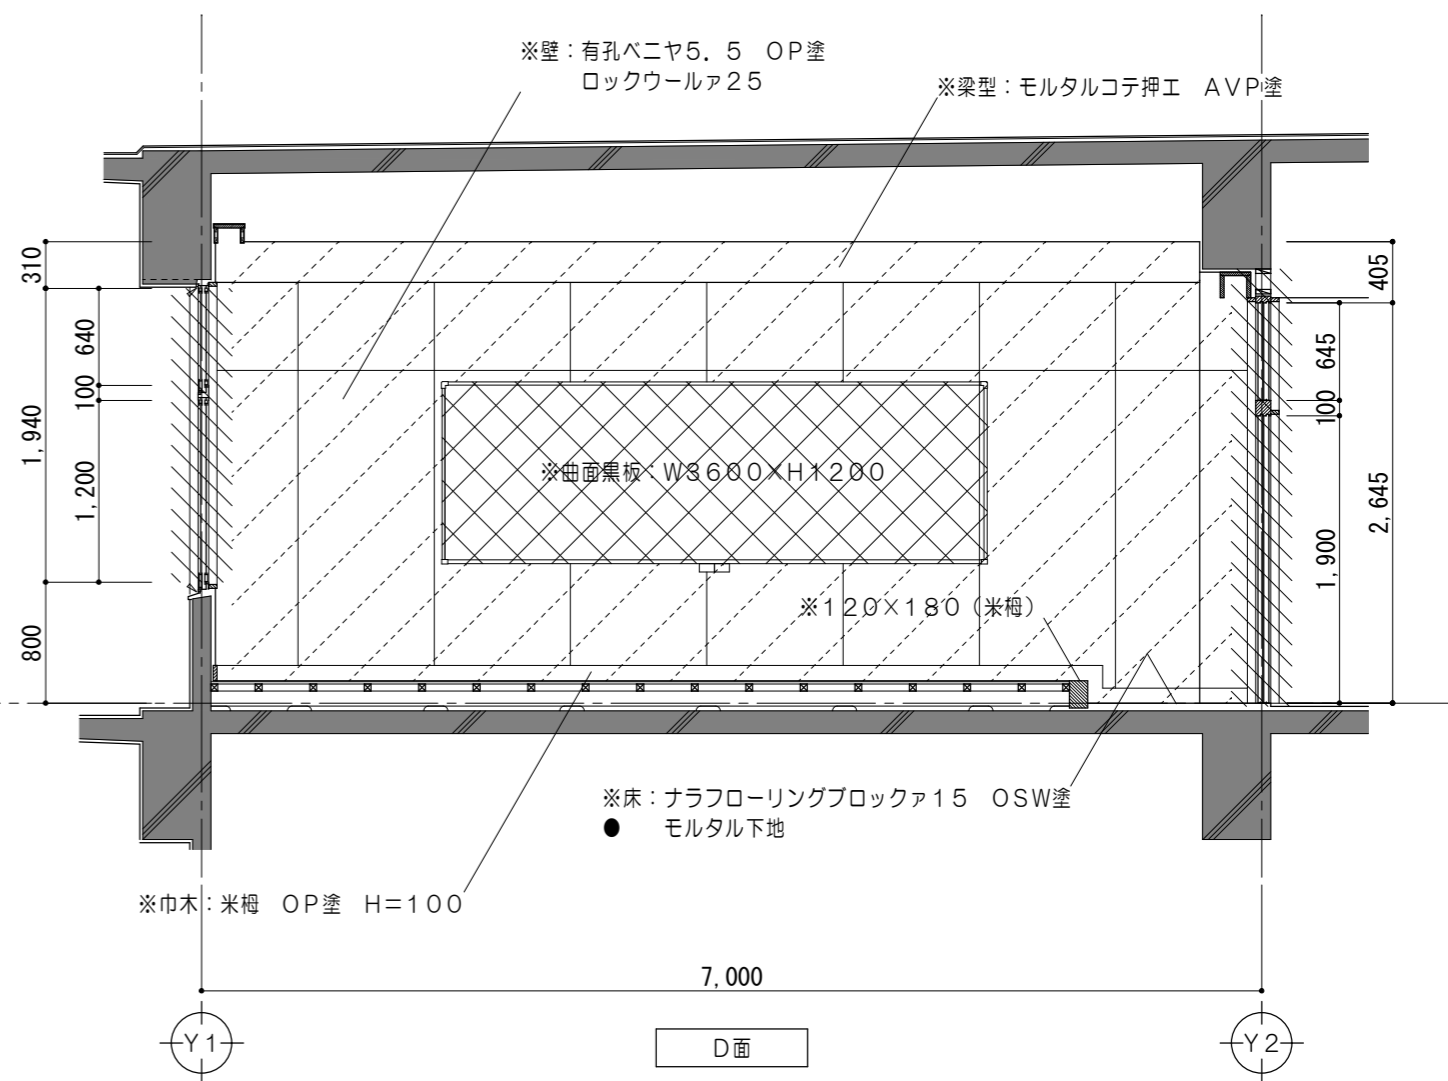 ※壁：有孔ベニヤ5．5　OP塗
ロックウールァ25
※梁型：モルタルコテ押エ　AVP塗
310
405
640
645
100
100
1,940
1,200
2,645
1,900
800
※曲面黒板：W3600×H1200
※120×180（米栂）
※床：ナラフローリングブロックァ15　OSW塗
●　モルタル下地
※巾木：米栂　OP塗　H＝100
7,000
Y1
D面
Y2